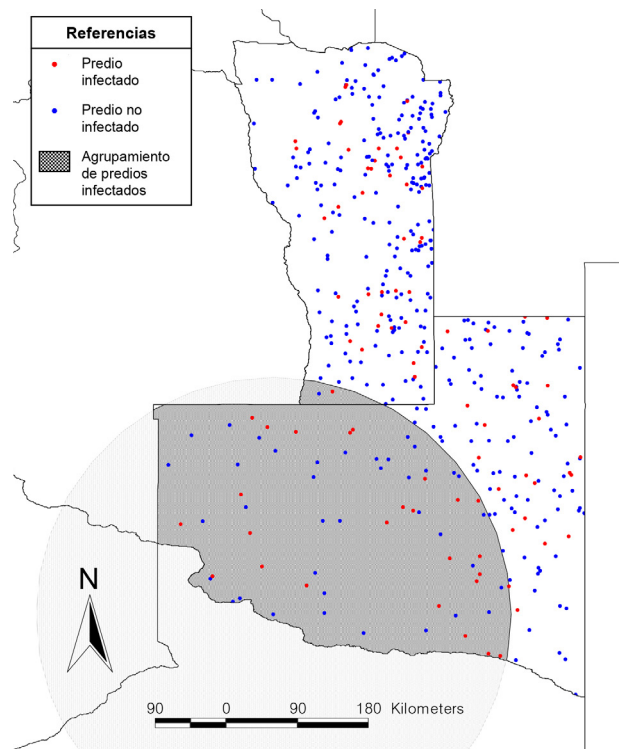 Referencias
Predio
infectado
Predio no
infectado
Agrupamiento
de predios
infectados
N
90 0 90 180 Kilometers